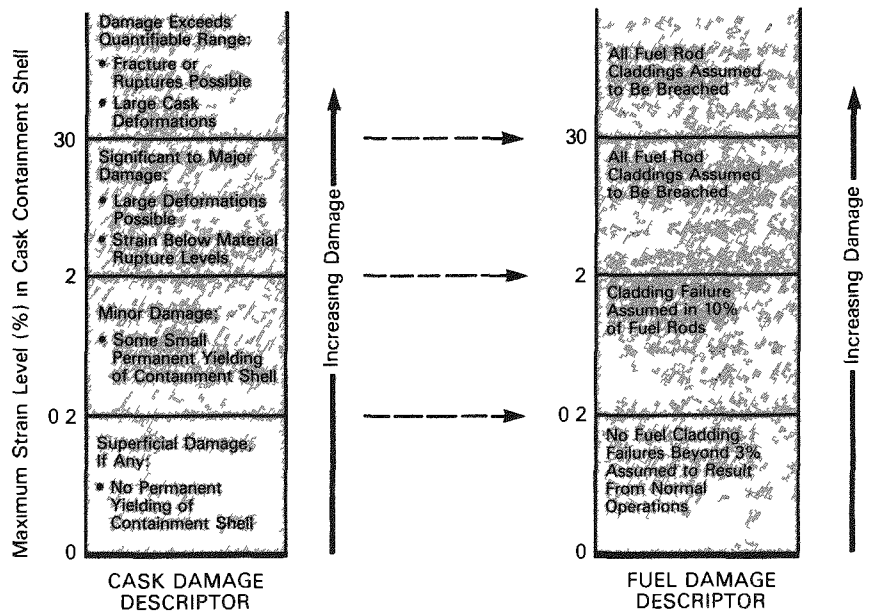 Maximum Strain Level (%) in Cask Containment Shell
Damage Exceeds
Quantifiable Range:
• Fracture or
Ruptures Possible
• Large Cask
Deformations
30
Significant to Major
Damage:
• Large Deformations
Possible
• Strain Below Material
Rupture Levels
2
Minor Damage:
• Some Small
Permanent Yielding
of Containment Shell
0 2
Superficial Damage,
If Any:
• No Permanent
Yielding of
Containment Shell
0
CASK DAMAGE
DESCRIPTOR
Increasing Damage
All Fuel Rod
Claddings Assumed
to Be Breached
30
All Fuel Rod
Claddings Assumed
to Be Breached
2
Cladding Failure
Assumed in 10%
of Fuel Rods
0 2
No Fuel Cladding
Failures Beyond 3%
Assumed to Result
From Normal
Operations
0
FUEL DAMAGE
DESCRIPTOR
Increasing Damage